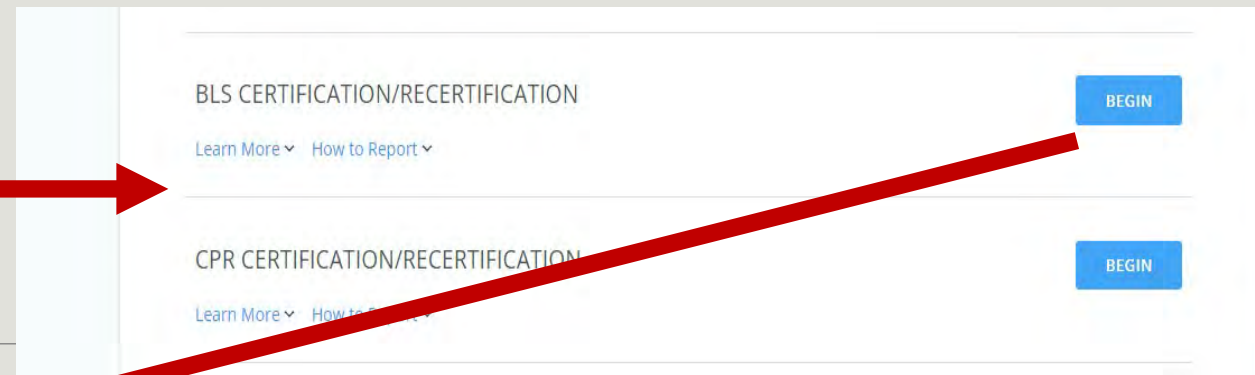 BLS CERTIFICATION/RECERTIFICATION
BEGIN
Learn More How to Report
CPR CERTIFICATION/RECERTIFICATION
BEGIN
Learn More How to